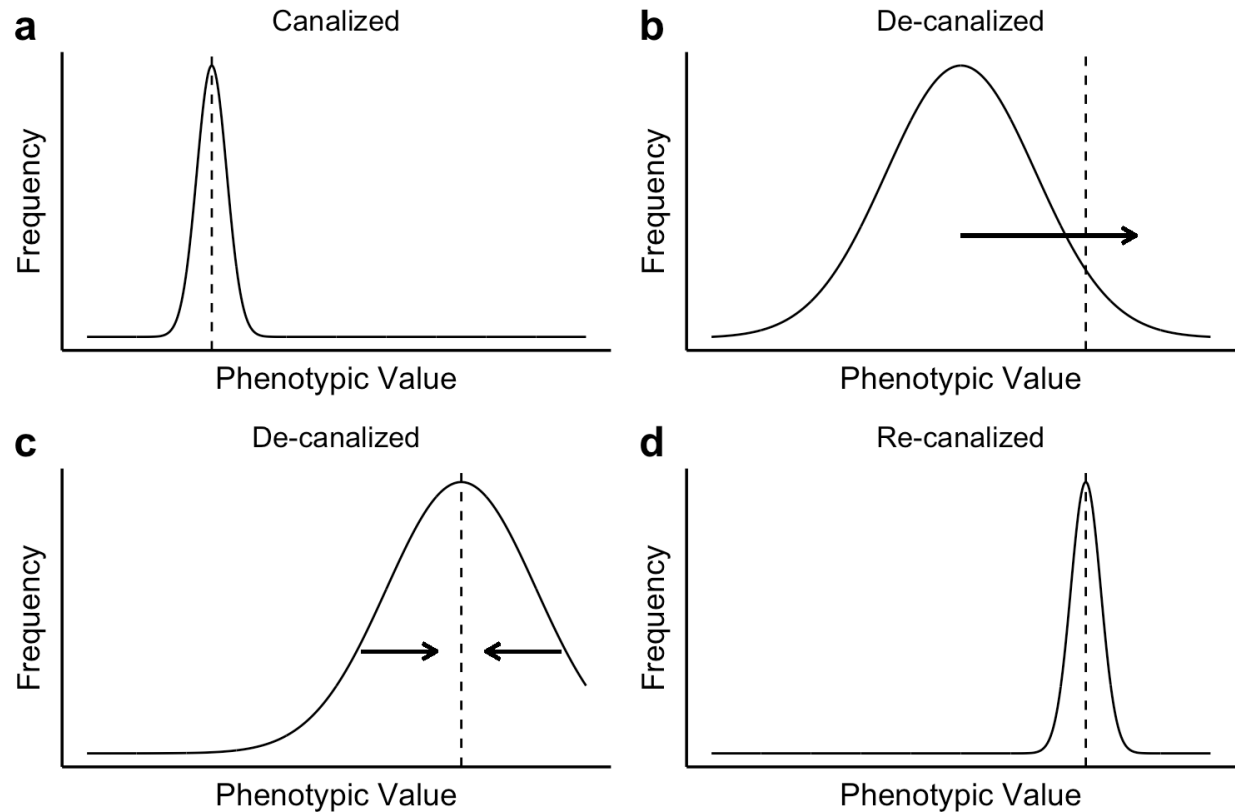 a
Canalized
Frequency
Phenotypic Value
b
De-canalized
Frequency
Phenotypic Value
c
De-canalized
Frequency
Phenotypic Value
d
Re-canalized
Frequency
Phenotypic Value